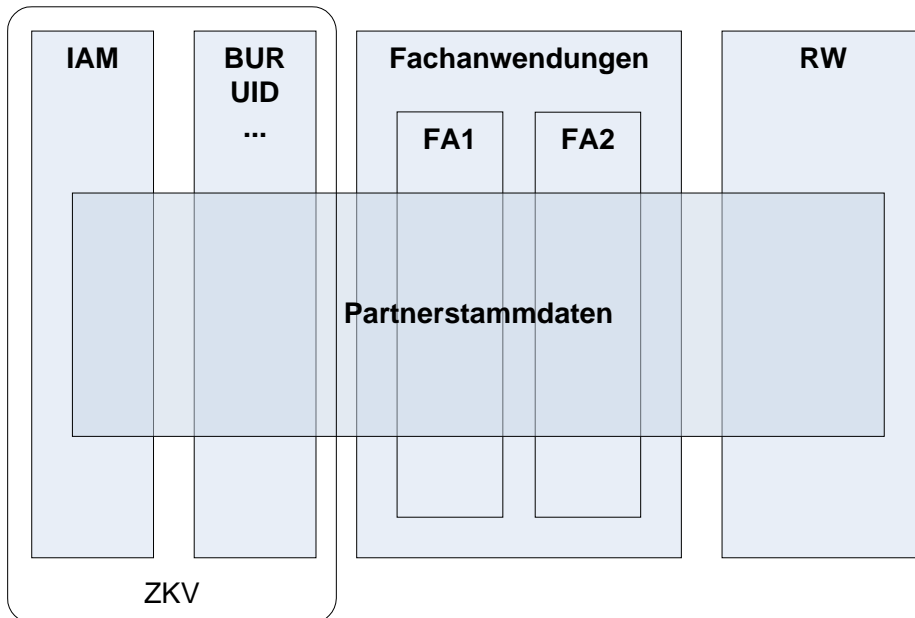 IAM
BUR
UID
...
Fachanwendungen
RW
FA1
FA2
Partnerstammdaten
ZKV